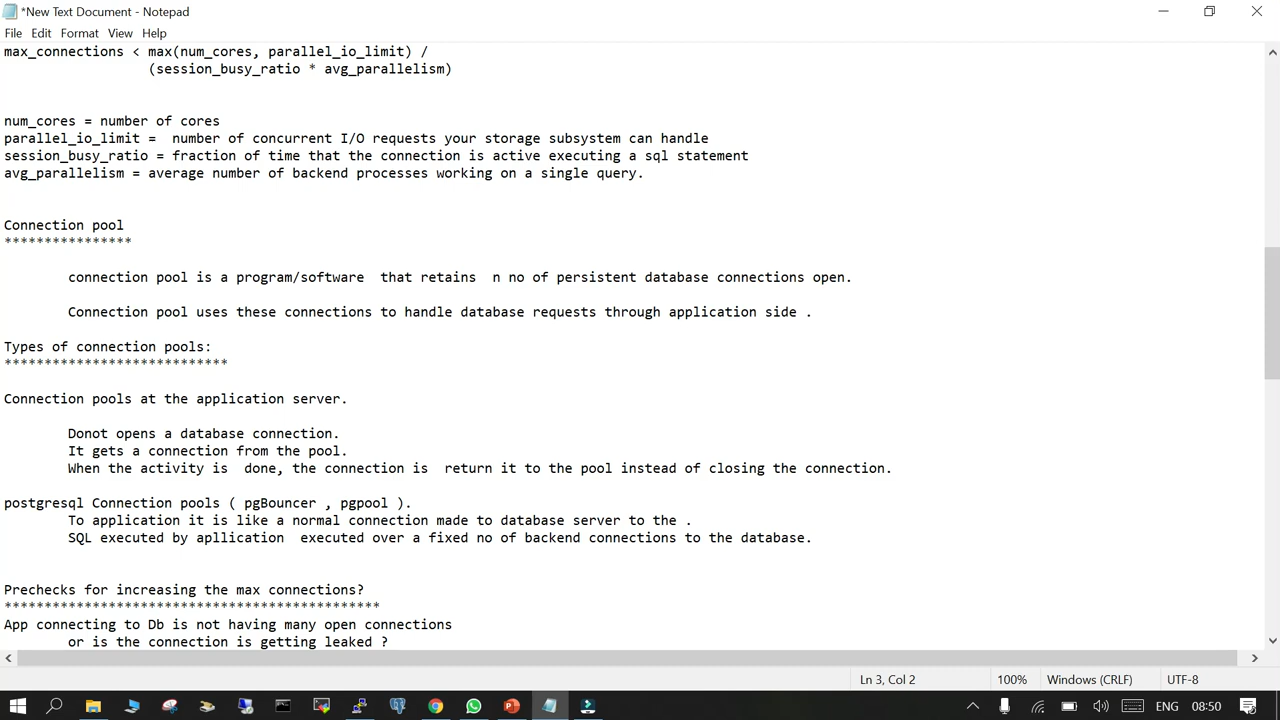 *New Text Document - Notepad
File Edit Format View Help
max_connections < max(num_cores, parallel_io_limit) /
(session_busy_ratio * avg_parallelism)
num_cores = number of cores
parallel_io_limit =  number of concurrent I/O requests your storage subsystem can handle
session_busy_ratio = fraction of time that the connection is active executing a sql statement
avg_parallelism = average number of backend processes working on a single query.
Connection pool
****************
connection pool is a program/software  that retains  n no of persistent database connections open.
Connection pool uses these connections to handle database requests through application side .
Types of connection pools:
****************************
Connection pools at the application server.
Donot opens a database connection.
It gets a connection from the pool.
When the activity is  done, the connection is  return it to the pool instead of closing the connection.
postgresql Connection pools ( pgBouncer , pgpool ).
To application it is like a normal connection made to database server to the .
SQL executed by apllication  executed over a fixed no of backend connections to the database.
Prechecks for increasing the max connections?
***********************************************
App connecting to Db is not having many open connections
or is the connection is getting leaked ?
Ln 3, Col 2 100% Windows (CRLF) UTF-8
ENG 08:50